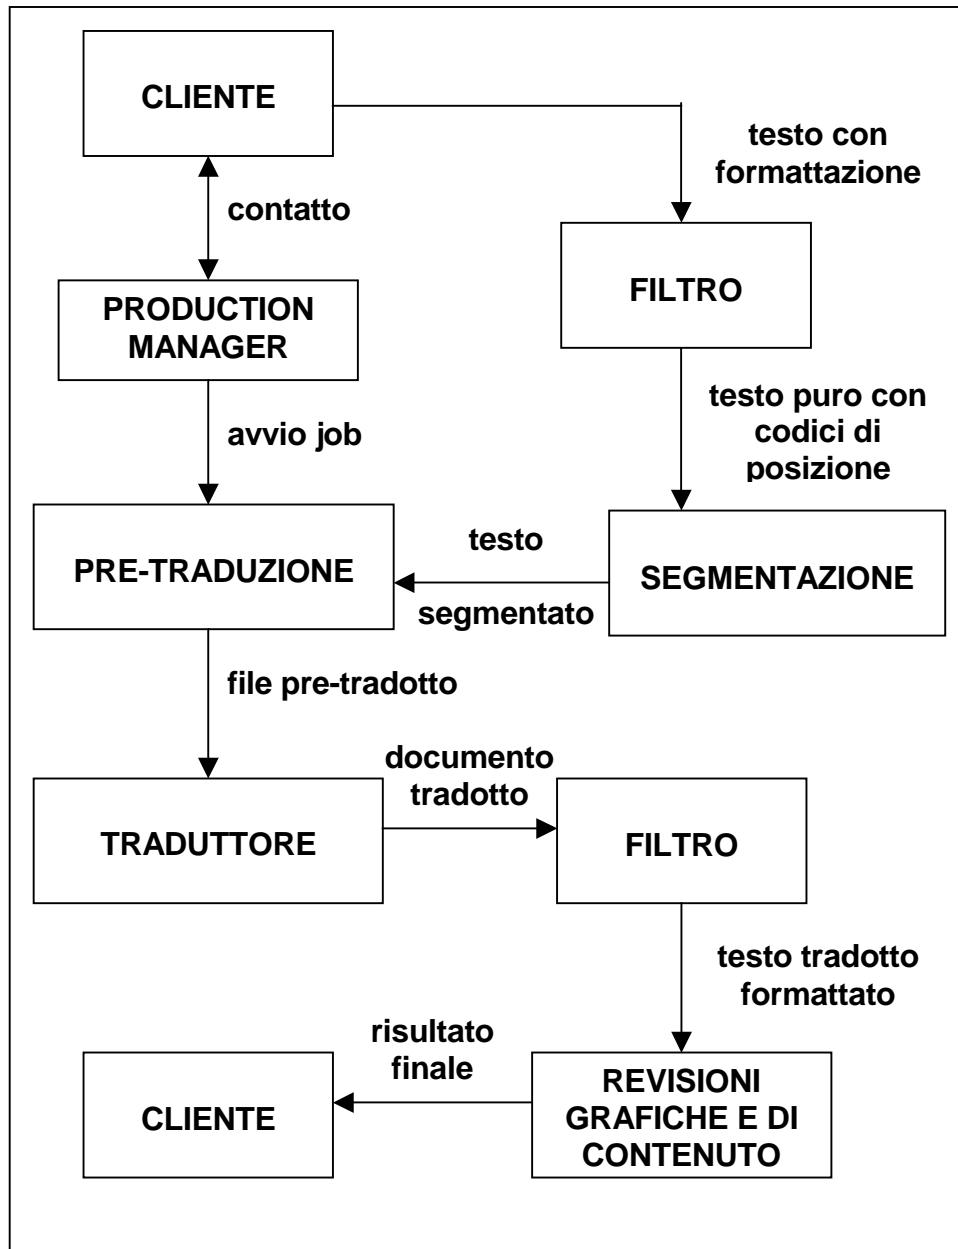 CLIENTE
testo con
formattazione
contatto
FILTRO
PRODUCTION
MANAGER
testo puro con
codici di
posizione
avvio job
testo
PRE-TRADUZIONE
SEGMENTAZIONE
segmentato
file pre-tradotto
documento
tradotto
TRADUTTORE
FILTRO
testo tradotto
formattato
risultato
finale
CLIENTE
REVISIONI
GRAFICHE E DI
CONTENUTO